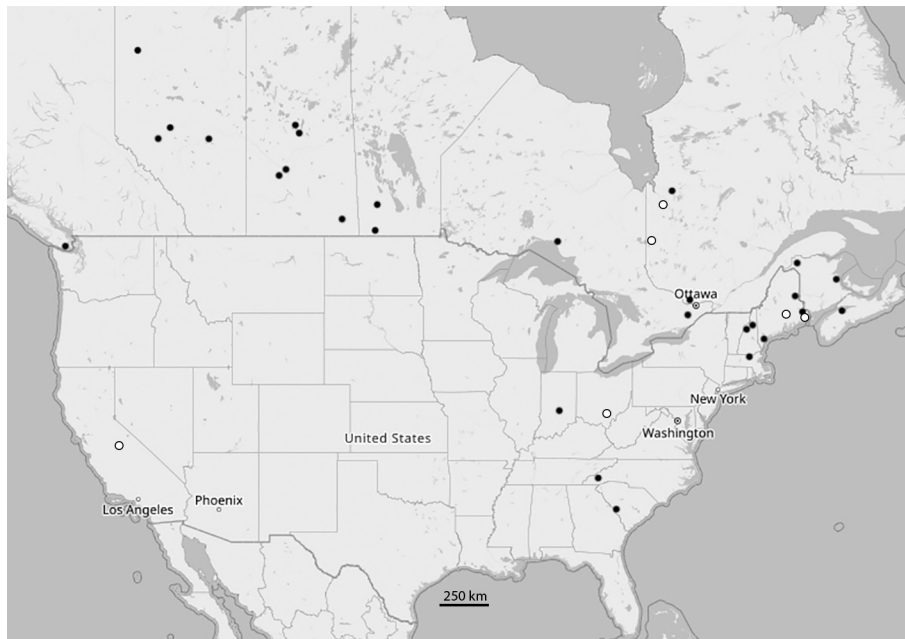 Ottawa
New York
United States
Washington
Phoenix
Los Angeles
250 km